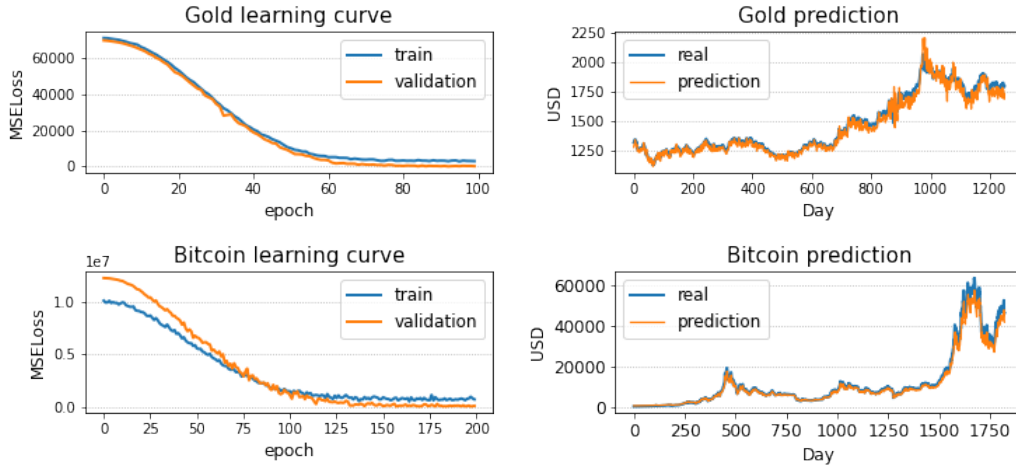 Gold learning curve
MSELoss
60000
40000
20000
0
train
validation
0 20 40 60 80 100
epoch
Gold prediction
USD
2250
2000
1750
1500
1250
real
prediction
0 200 400 600 800 1000 1200
Day
Bitcoin learning curve
1e7
MSELoss
1.0
0.5
0.0
train
validation
0 25 50 75 100 125 150 175 200
epoch
Bitcoin prediction
USD
60000
40000
20000
0
real
prediction
0 250 500 750 1000 1250 1500 1750
Day